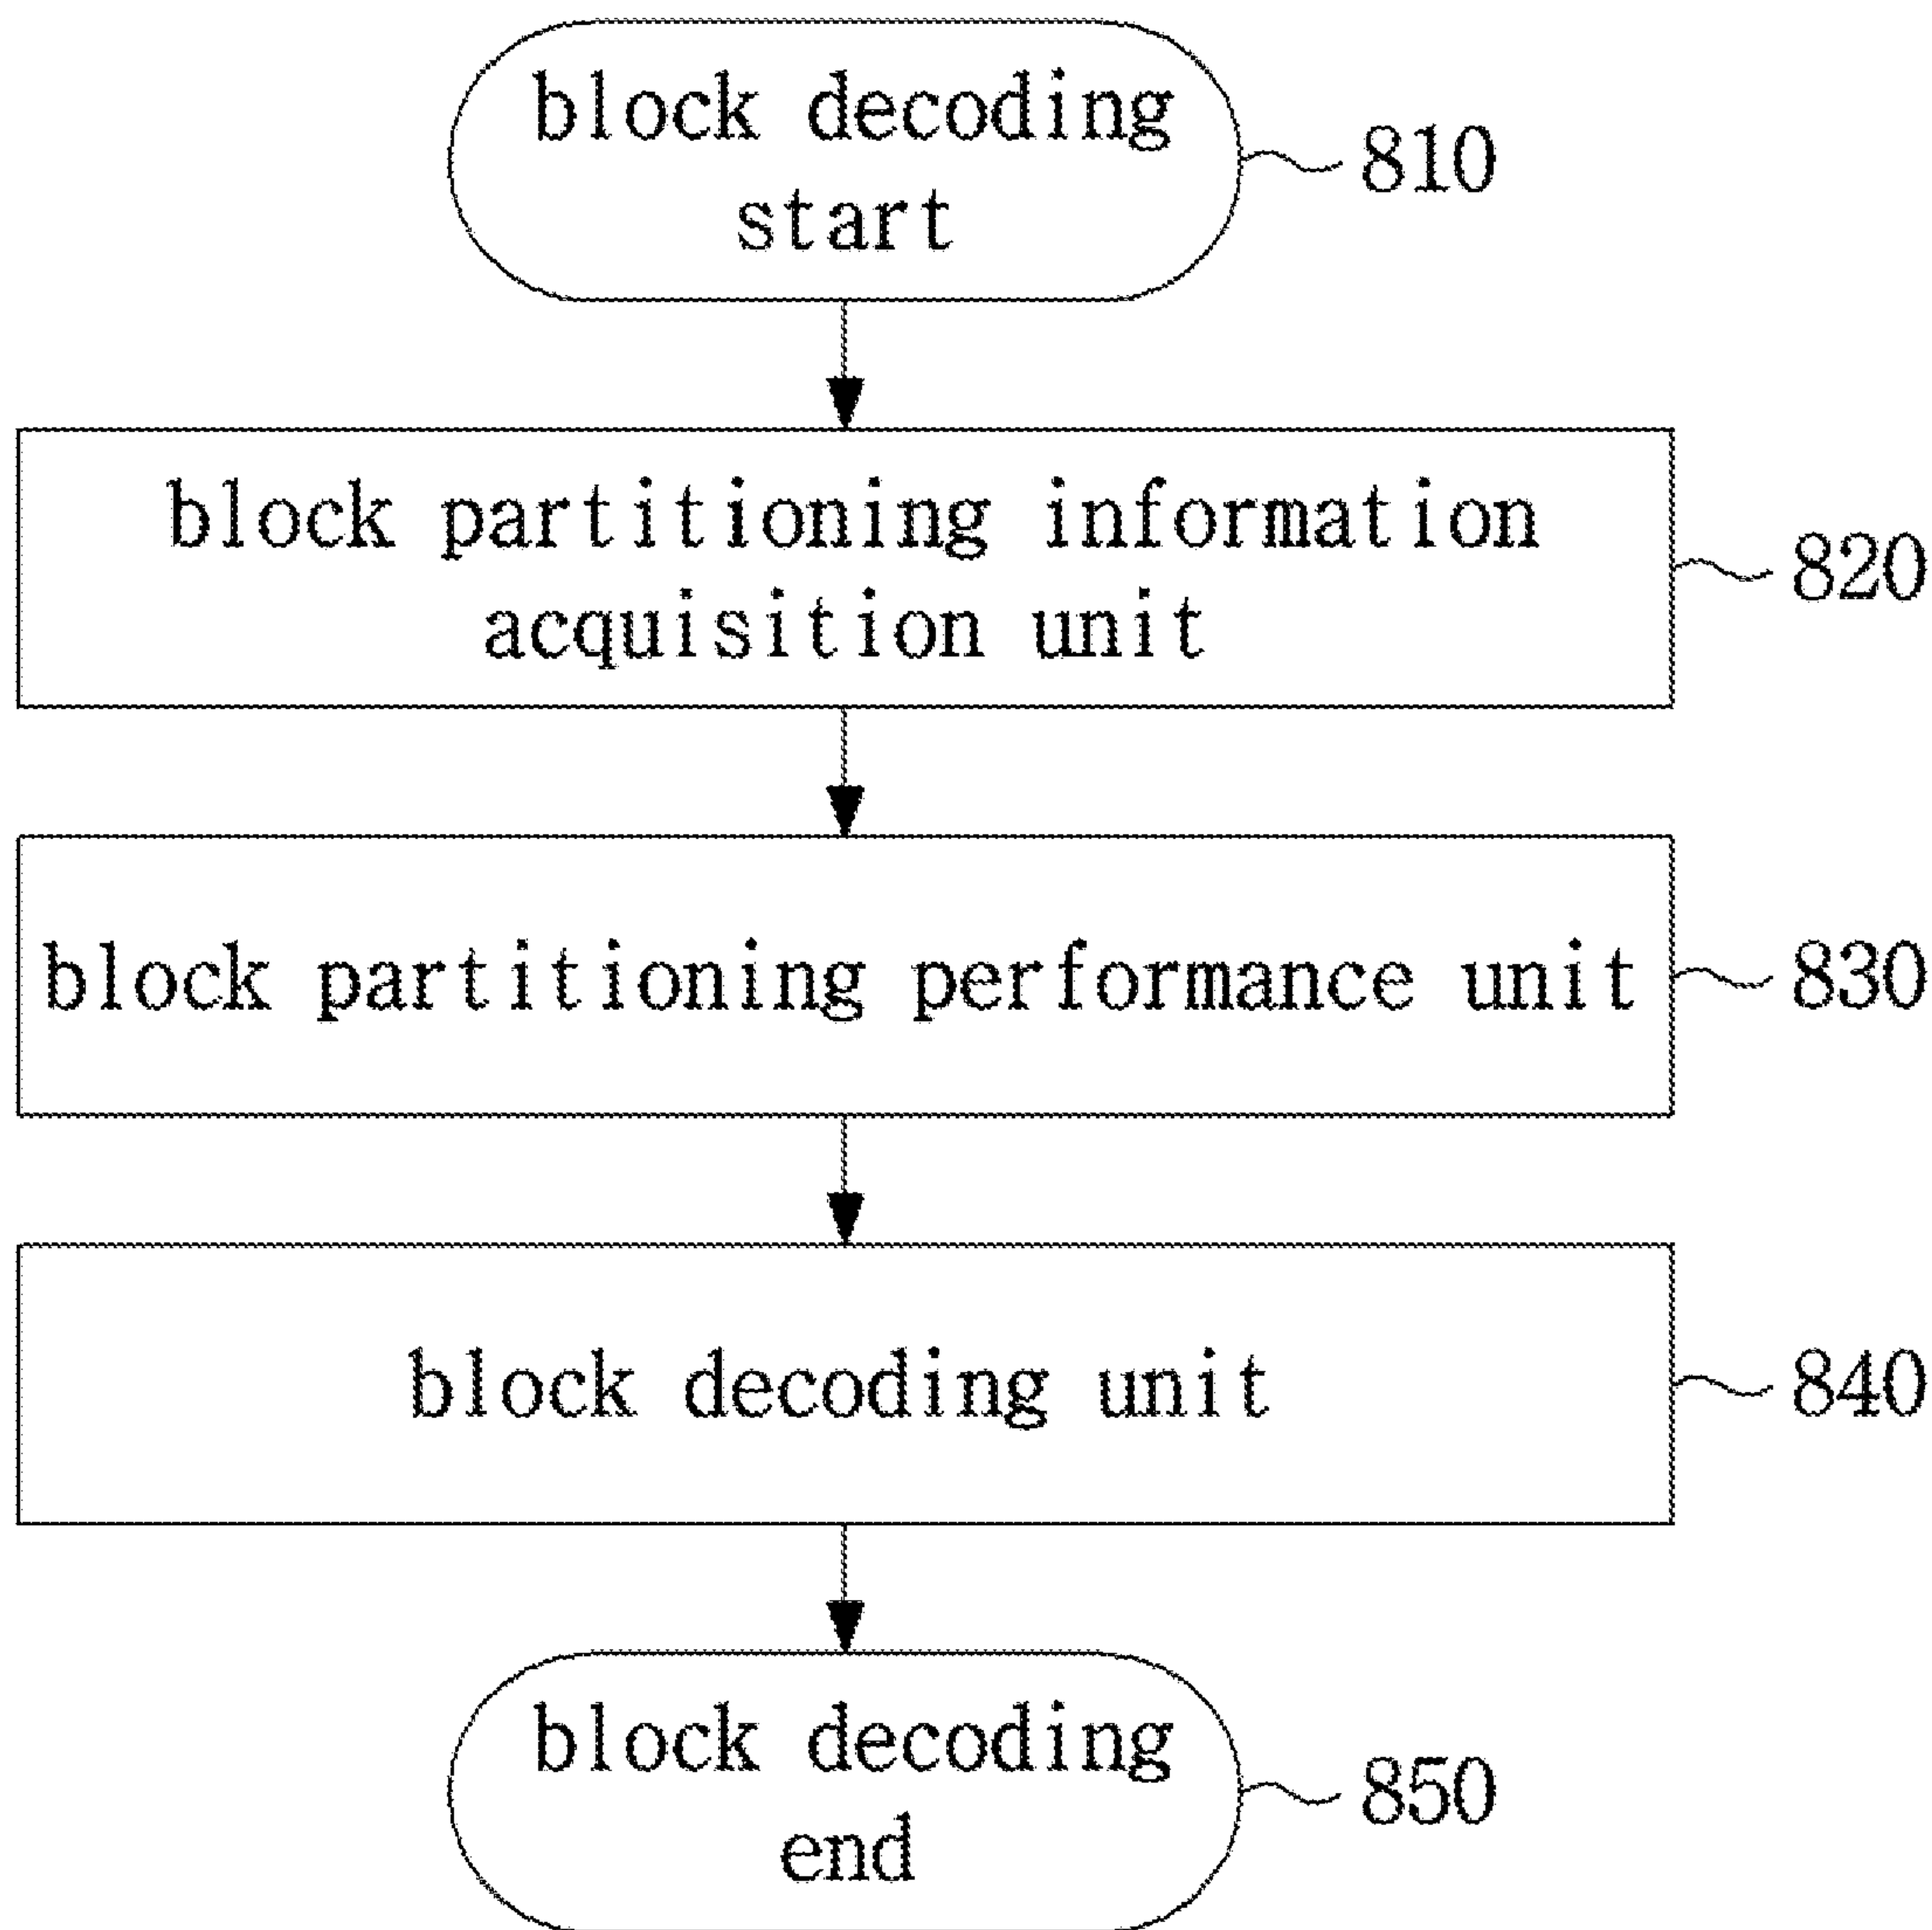 block decoding
start
810
block partitioning information
acquisition unit
820
block partitioning performance unit
830
block decoding unit
840
block decoding
end
850